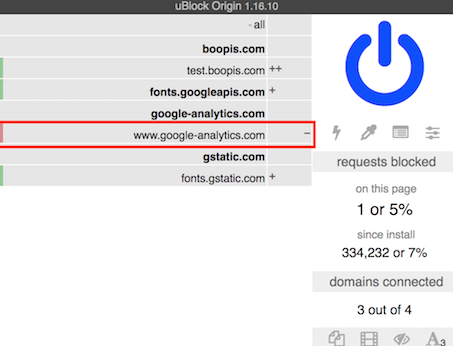 uBlock Origin 1.16.10
- all
boopis.com
test.boopis.com ++
fonts.googleapis.com +
google-analytics.com
www.google-analytics.com −
gstatic.com
fonts.gstatic.com +
requests blocked
on this page
1 or 5%
since install
334,232 or 7%
domains connected
3 out of 4
A3